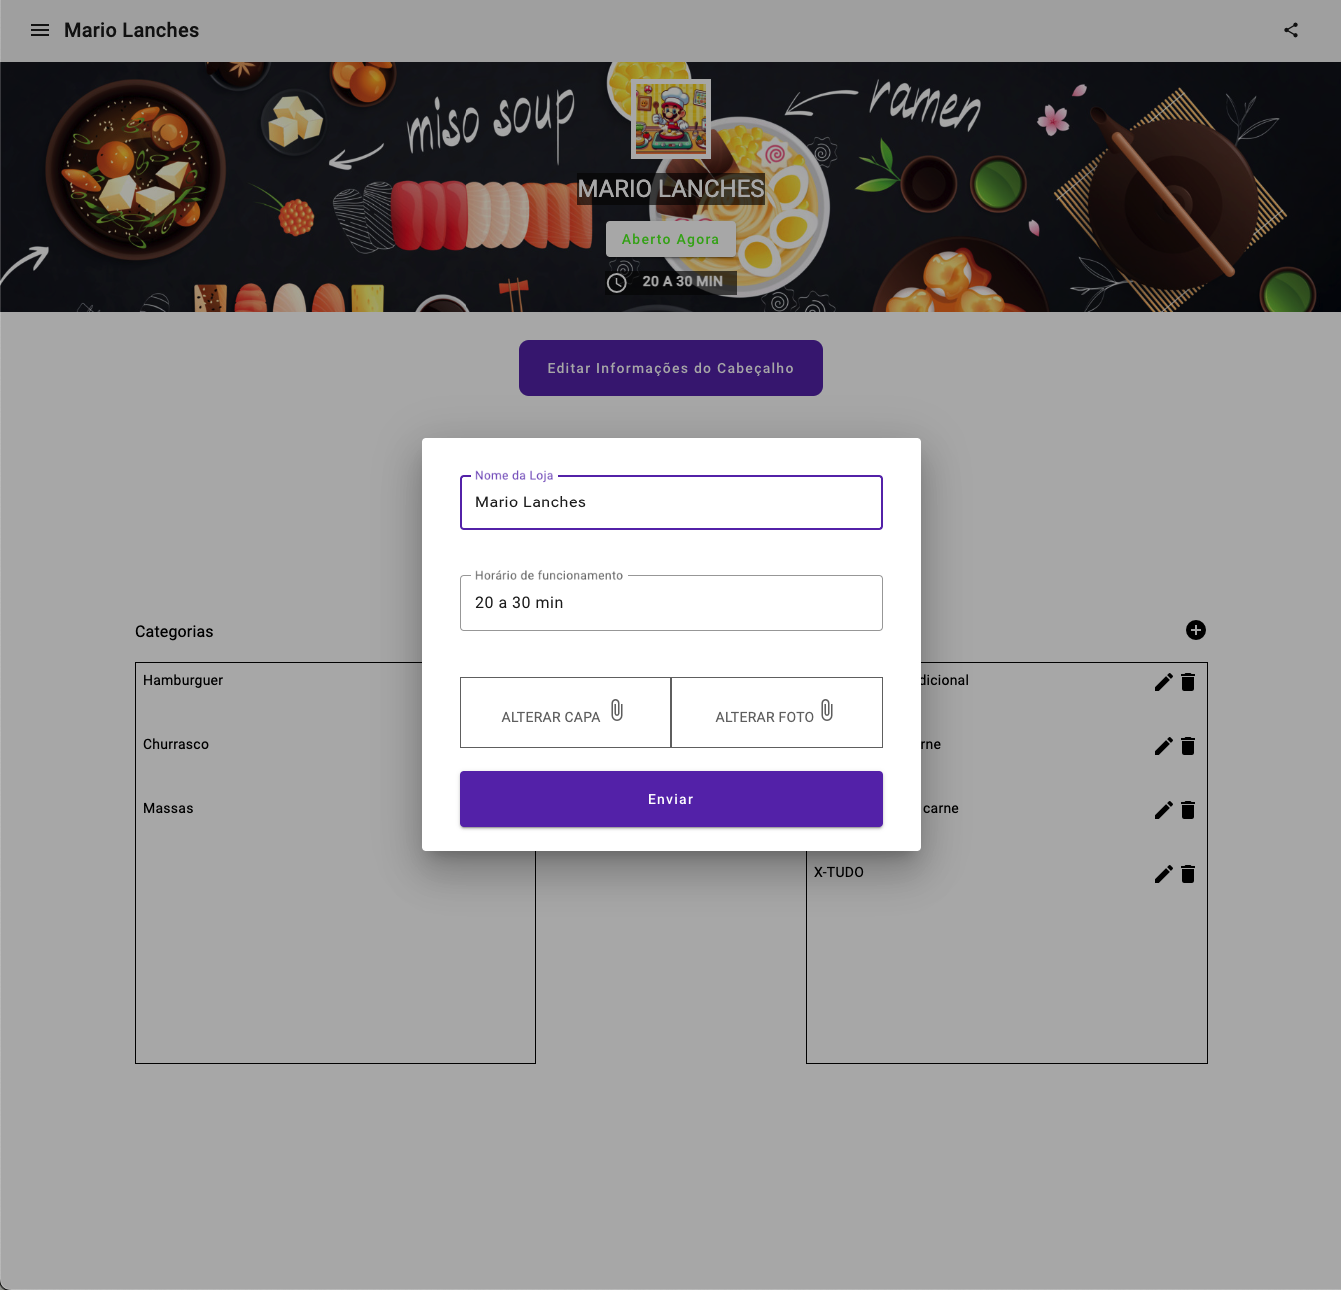 Mario Lanches
miso soup
ramen
MARIO LANCHES
Aberto Agora
20 A 30 MIN
Editar Informações do Cabeçalho
Nome da Loja
Mario Lanches
Horário de funcionamento
20 a 30 min
ALTERAR CAPA
ALTERAR FOTO
Enviar
Categorias
Hamburguer
Churrasco
Massas
carne
X-TUDO